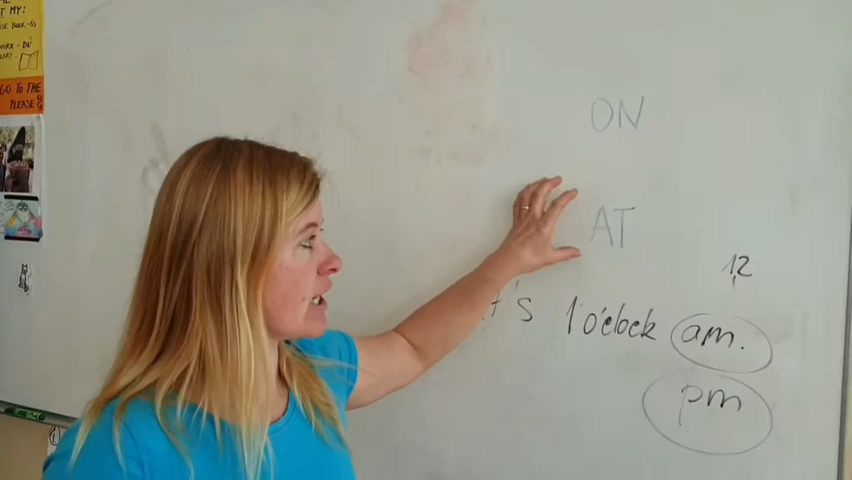 T MY:
GO TO THE
PLEASE?
ON
AT
12
's 1 o'clock am.
pm